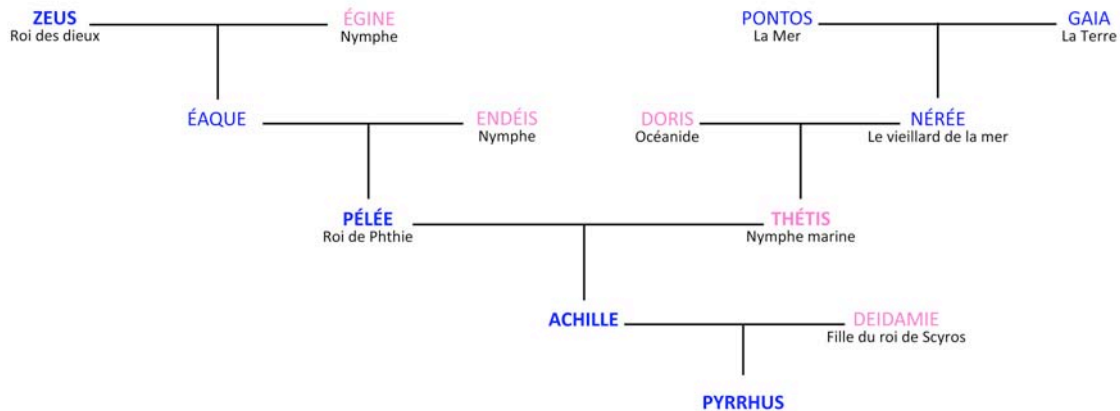 ZEUS
Roi des dieux
ÉGINE
Nymphe
PONTOS
La Mer
GAIA
La Terre
ÉAQUE
ENDÉIS
Nymphe
DORIS
Océanide
NÉRÉE
Le vieillard de la mer
PÉLÉE
Roi de Phthie
THÉTIS
Nymphe marine
ACHILLE
DEIDAMIE
Fille du roi de Scyros
PYRRHUS